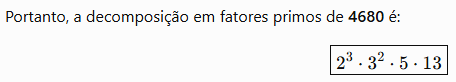 Portanto, a decomposição em fatores primos de 4680 é:
2³ · 3² · 5 · 13